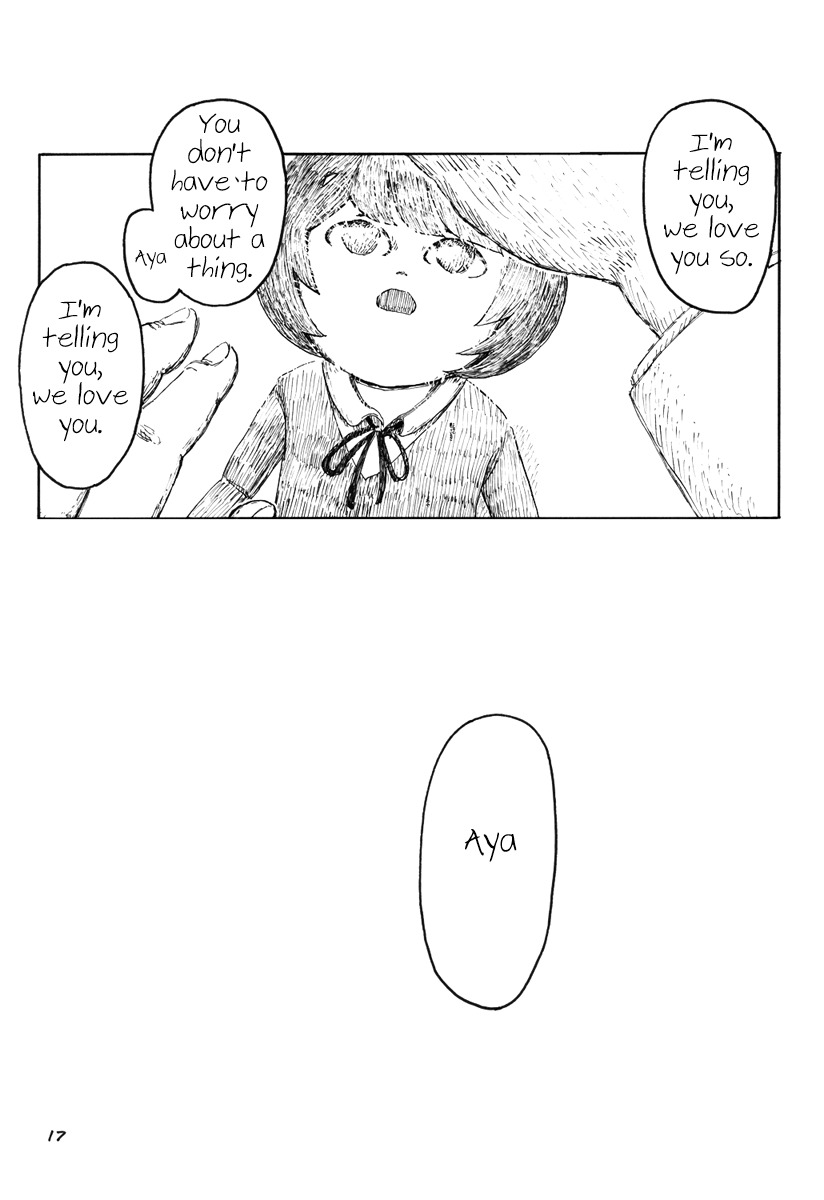 I'm
telling
you,
we love
you so.
You
don't
have to
worry
about a
thing.
Aya
I'm
telling
you,
we love
you.
Aya
17